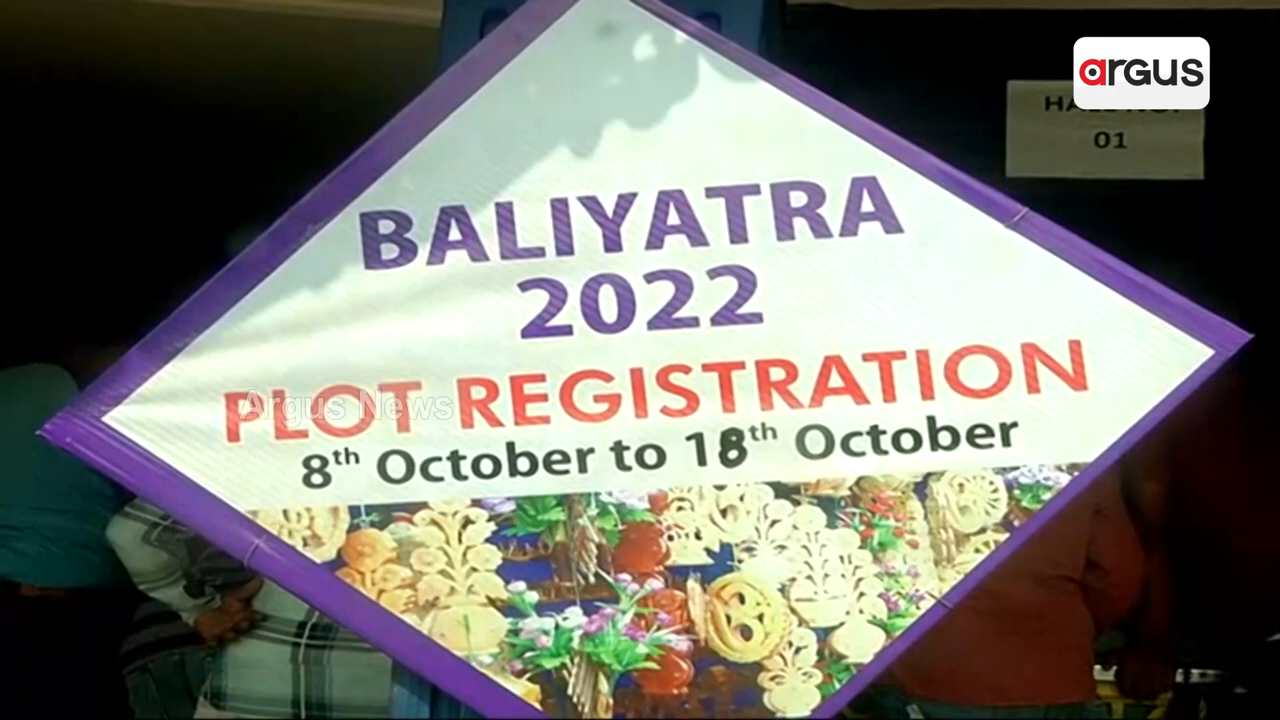 argus
01
BALIYATRA
2022
PLOT REGISTRATION
Argus News
8th October to 18th October